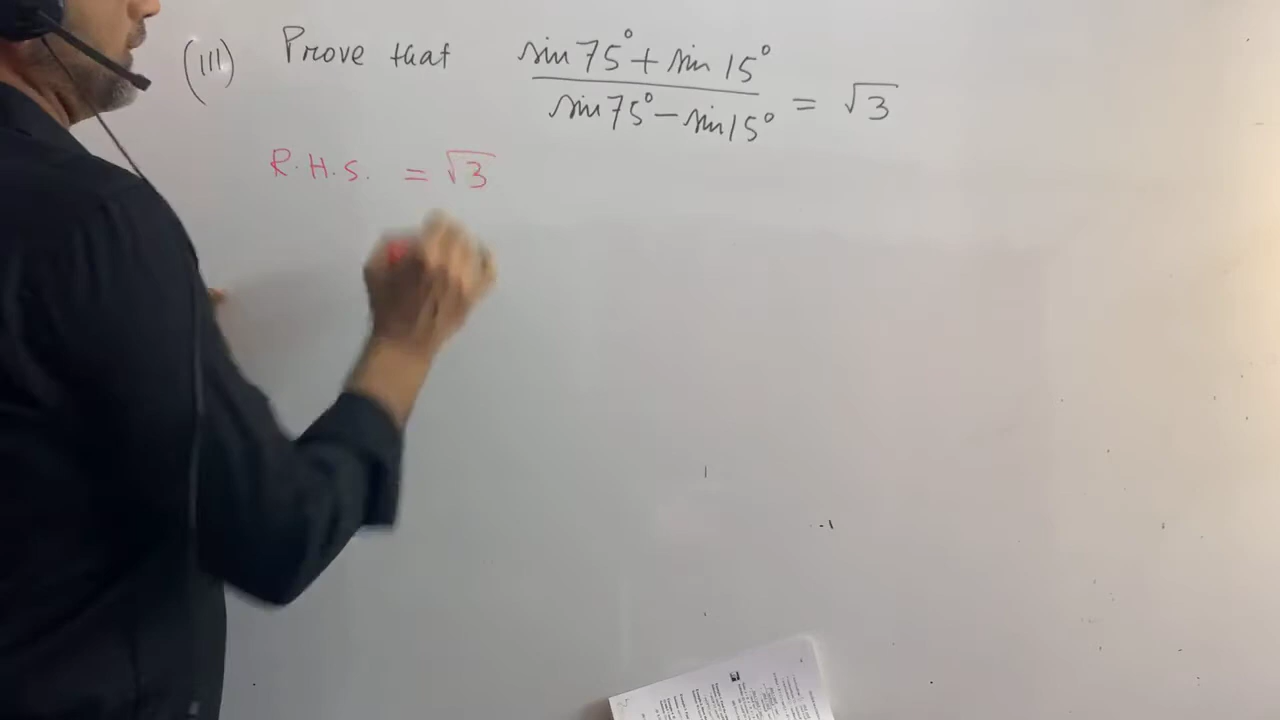 (III) Prove that sin 75° + sin 15° / sin 75° – sin 15° = √3
R.H.S. = √3